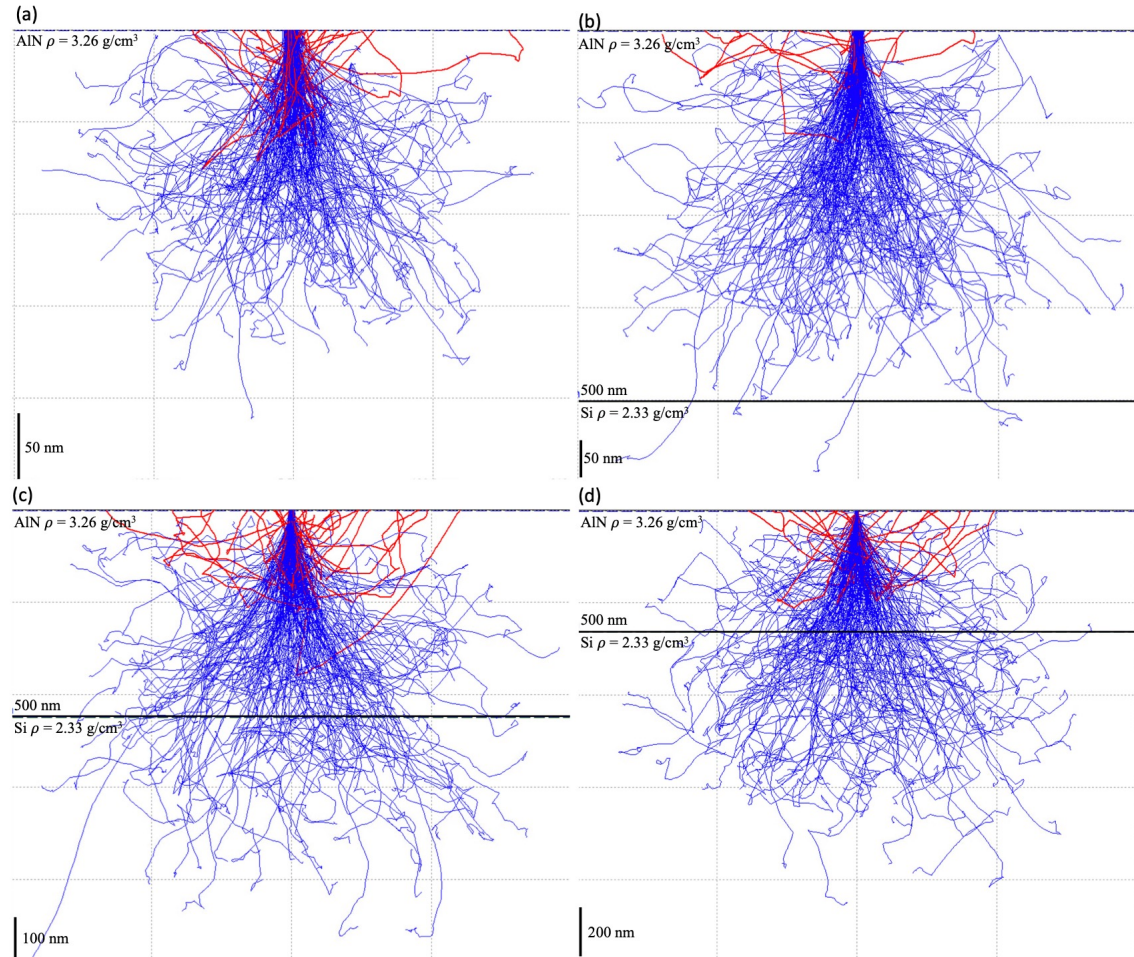 (a)
AlN ρ = 3.26 g/cm³
50 nm
(b)
AlN ρ = 3.26 g/cm³
500 nm
Si ρ = 2.33 g/cm³
50 nm
(c)
AlN ρ = 3.26 g/cm³
500 nm
Si ρ = 2.33 g/cm³
100 nm
(d)
AlN ρ = 3.26 g/cm³
500 nm
Si ρ = 2.33 g/cm³
200 nm